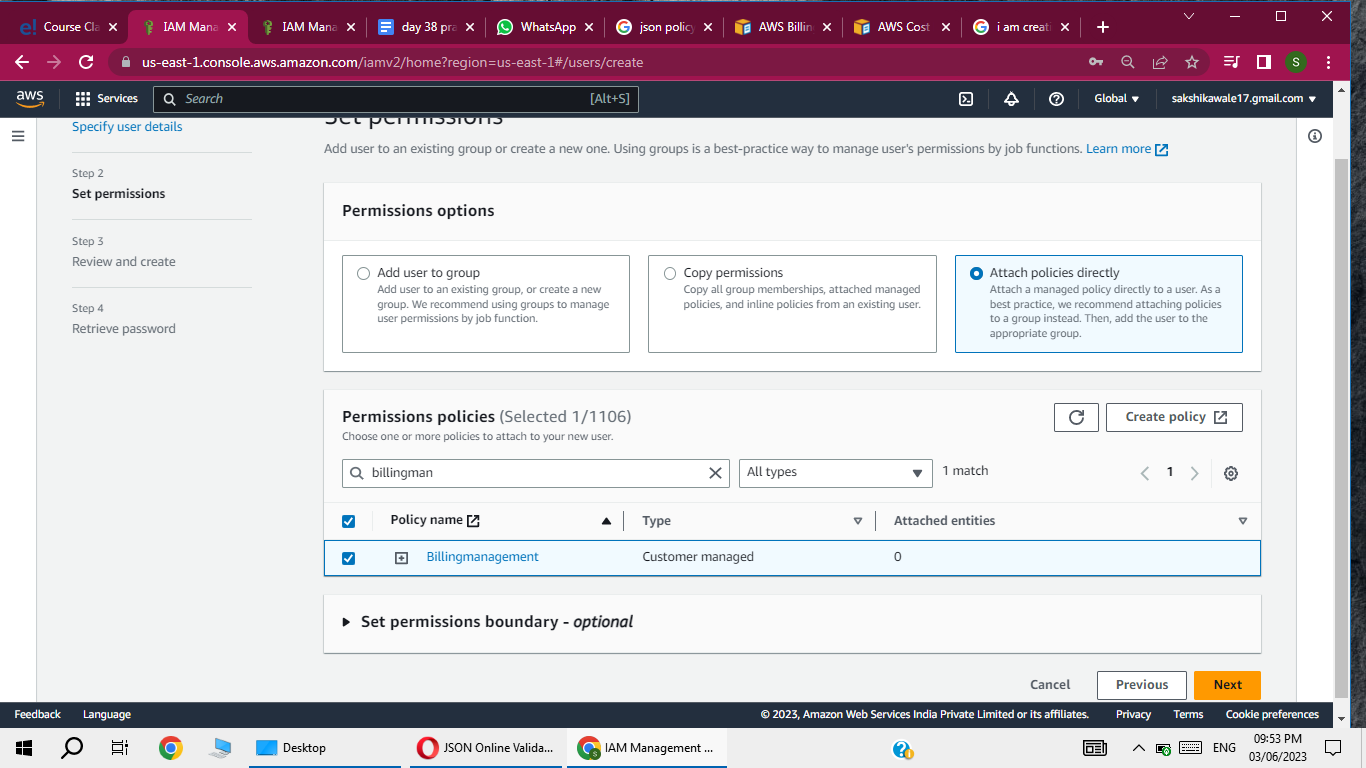 Course Cla
IAM Mana
IAM Mana
day 38 pra
WhatsApp
json policy
AWS Billin
AWS Cost
i am creati
us-east-1.console.aws.amazon.com/iamv2/home?region=us-east-1#/users/create
S
aws
Services
Search
[Alt+S]
Global
sakshikawale17.gmail.com
Specify user details
Step 2
Set permissions
Step 3
Review and create
Step 4
Retrieve password
Set permissions
Add user to an existing group or create a new one. Using groups is a best-practice way to manage user's permissions by job functions. Learn more
Permissions options
Add user to group
Add user to an existing group, or create a new
group. We recommend using groups to manage
user permissions by job function.
Copy permissions
Copy all group memberships, attached managed
policies, and inline policies from an existing user.
Attach policies directly
Attach a managed policy directly to a user. As a
best practice, we recommend attaching policies
to a group instead. Then, add the user to the
appropriate group.
Permissions policies (Selected 1/1106)
Choose one or more policies to attach to your new user.
Create policy
billingman
All types
1 match
1
Policy name
Type
Attached entities
Billingmanagement
Customer managed
0
Set permissions boundary - optional
Cancel
Previous
Next
Feedback
Language
© 2023, Amazon Web Services India Private Limited or its affiliates.
Privacy
Terms
Cookie preferences
Desktop
JSON Online Valida...
IAM Management ...
ENG
09:53 PM
03/06/2023